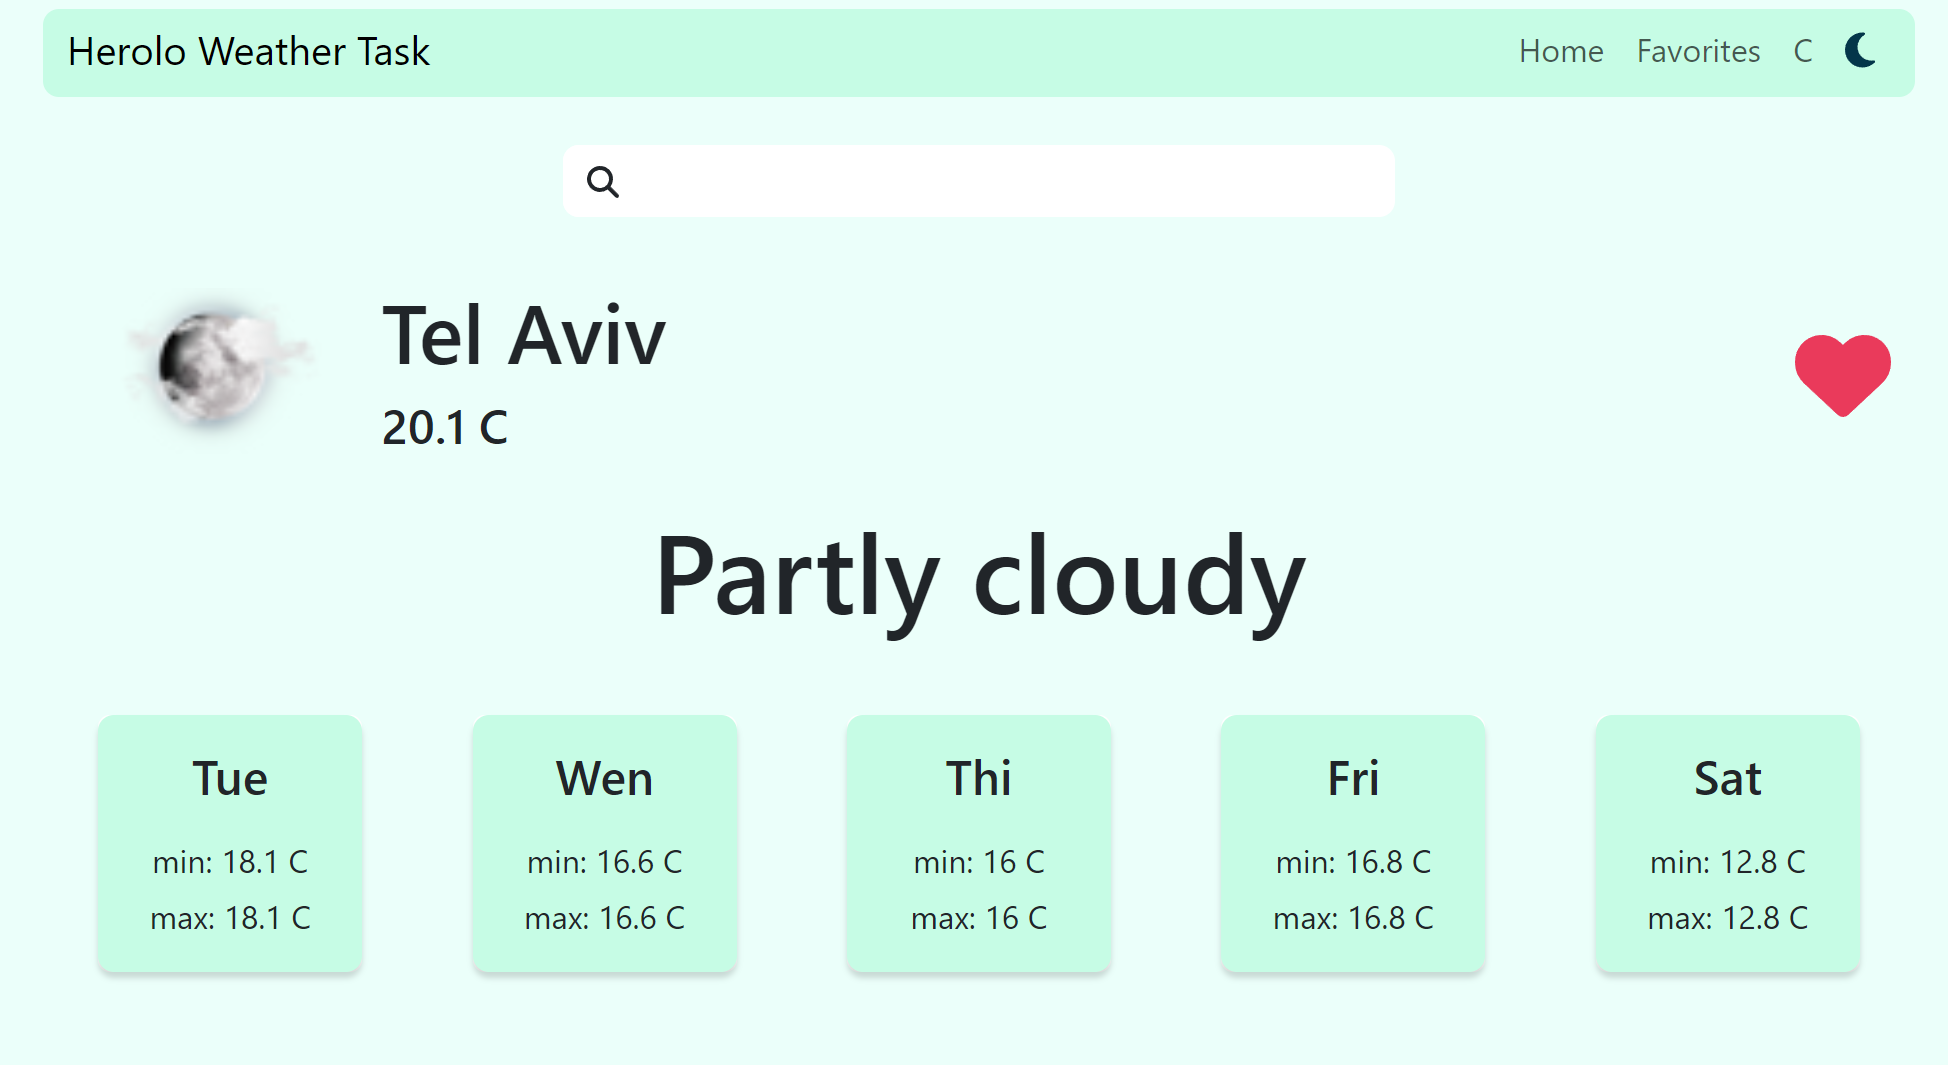 Herolo Weather Task
Home Favorites C
Tel Aviv
20.1 C
Partly cloudy
Tue
min: 18.1 C
max: 18.1 C
Wen
min: 16.6 C
max: 16.6 C
Thi
min: 16 C
max: 16 C
Fri
min: 16.8 C
max: 16.8 C
Sat
min: 12.8 C
max: 12.8 C